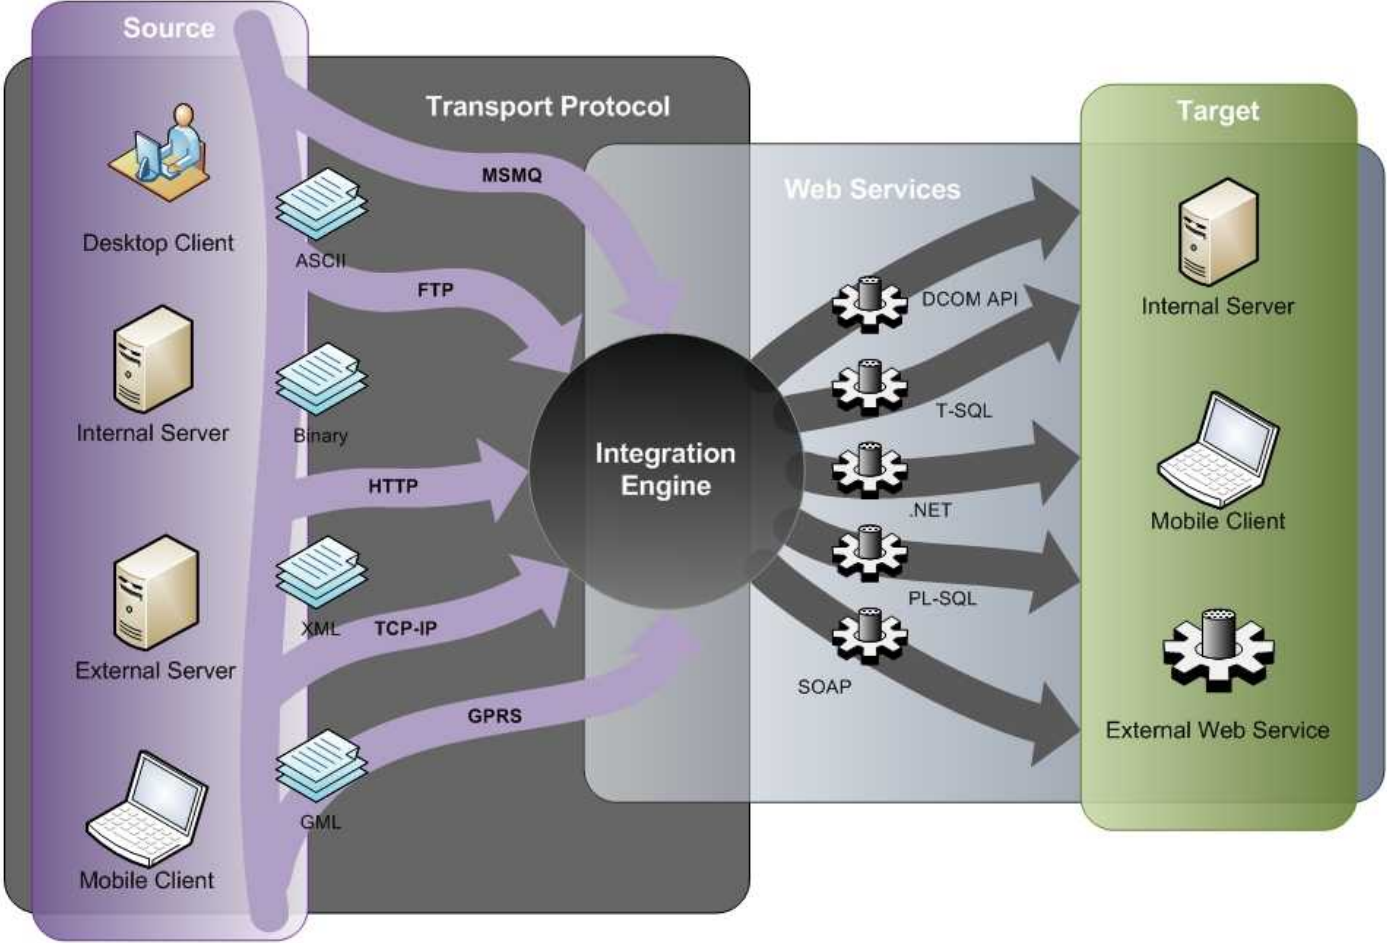 Source
Transport Protocol
Target
MSMQ
Web Services
Desktop Client
ASCII
FTP
DCOM API
Internal Server
Internal Server
Binary
T-SQL
Integration
Engine
HTTP
.NET
Mobile Client
PL-SQL
XML
TCP-IP
External Server
SOAP
GPRS
External Web Service
GML
Mobile Client